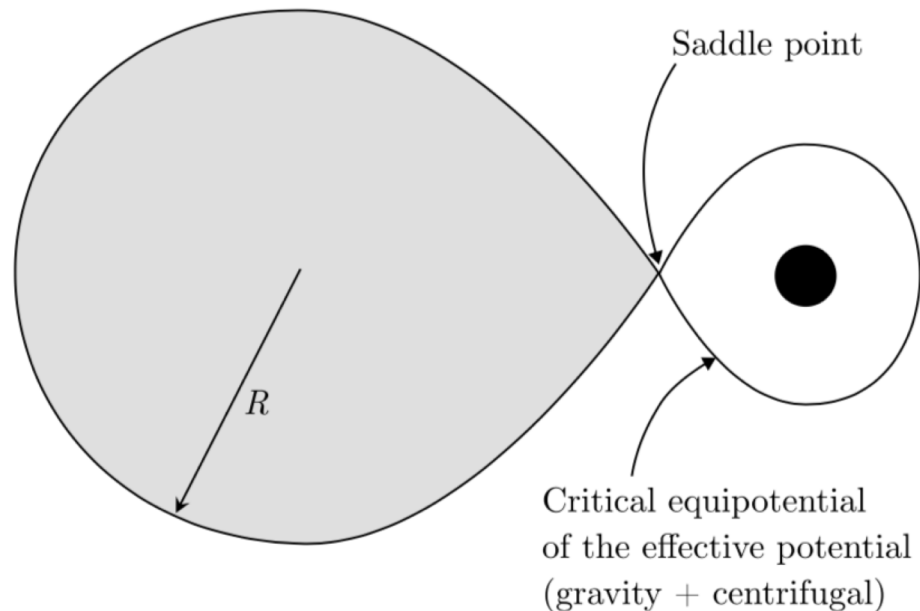 Saddle point
R
Critical equipotential
of the effective potential
(gravity + centrifugal)